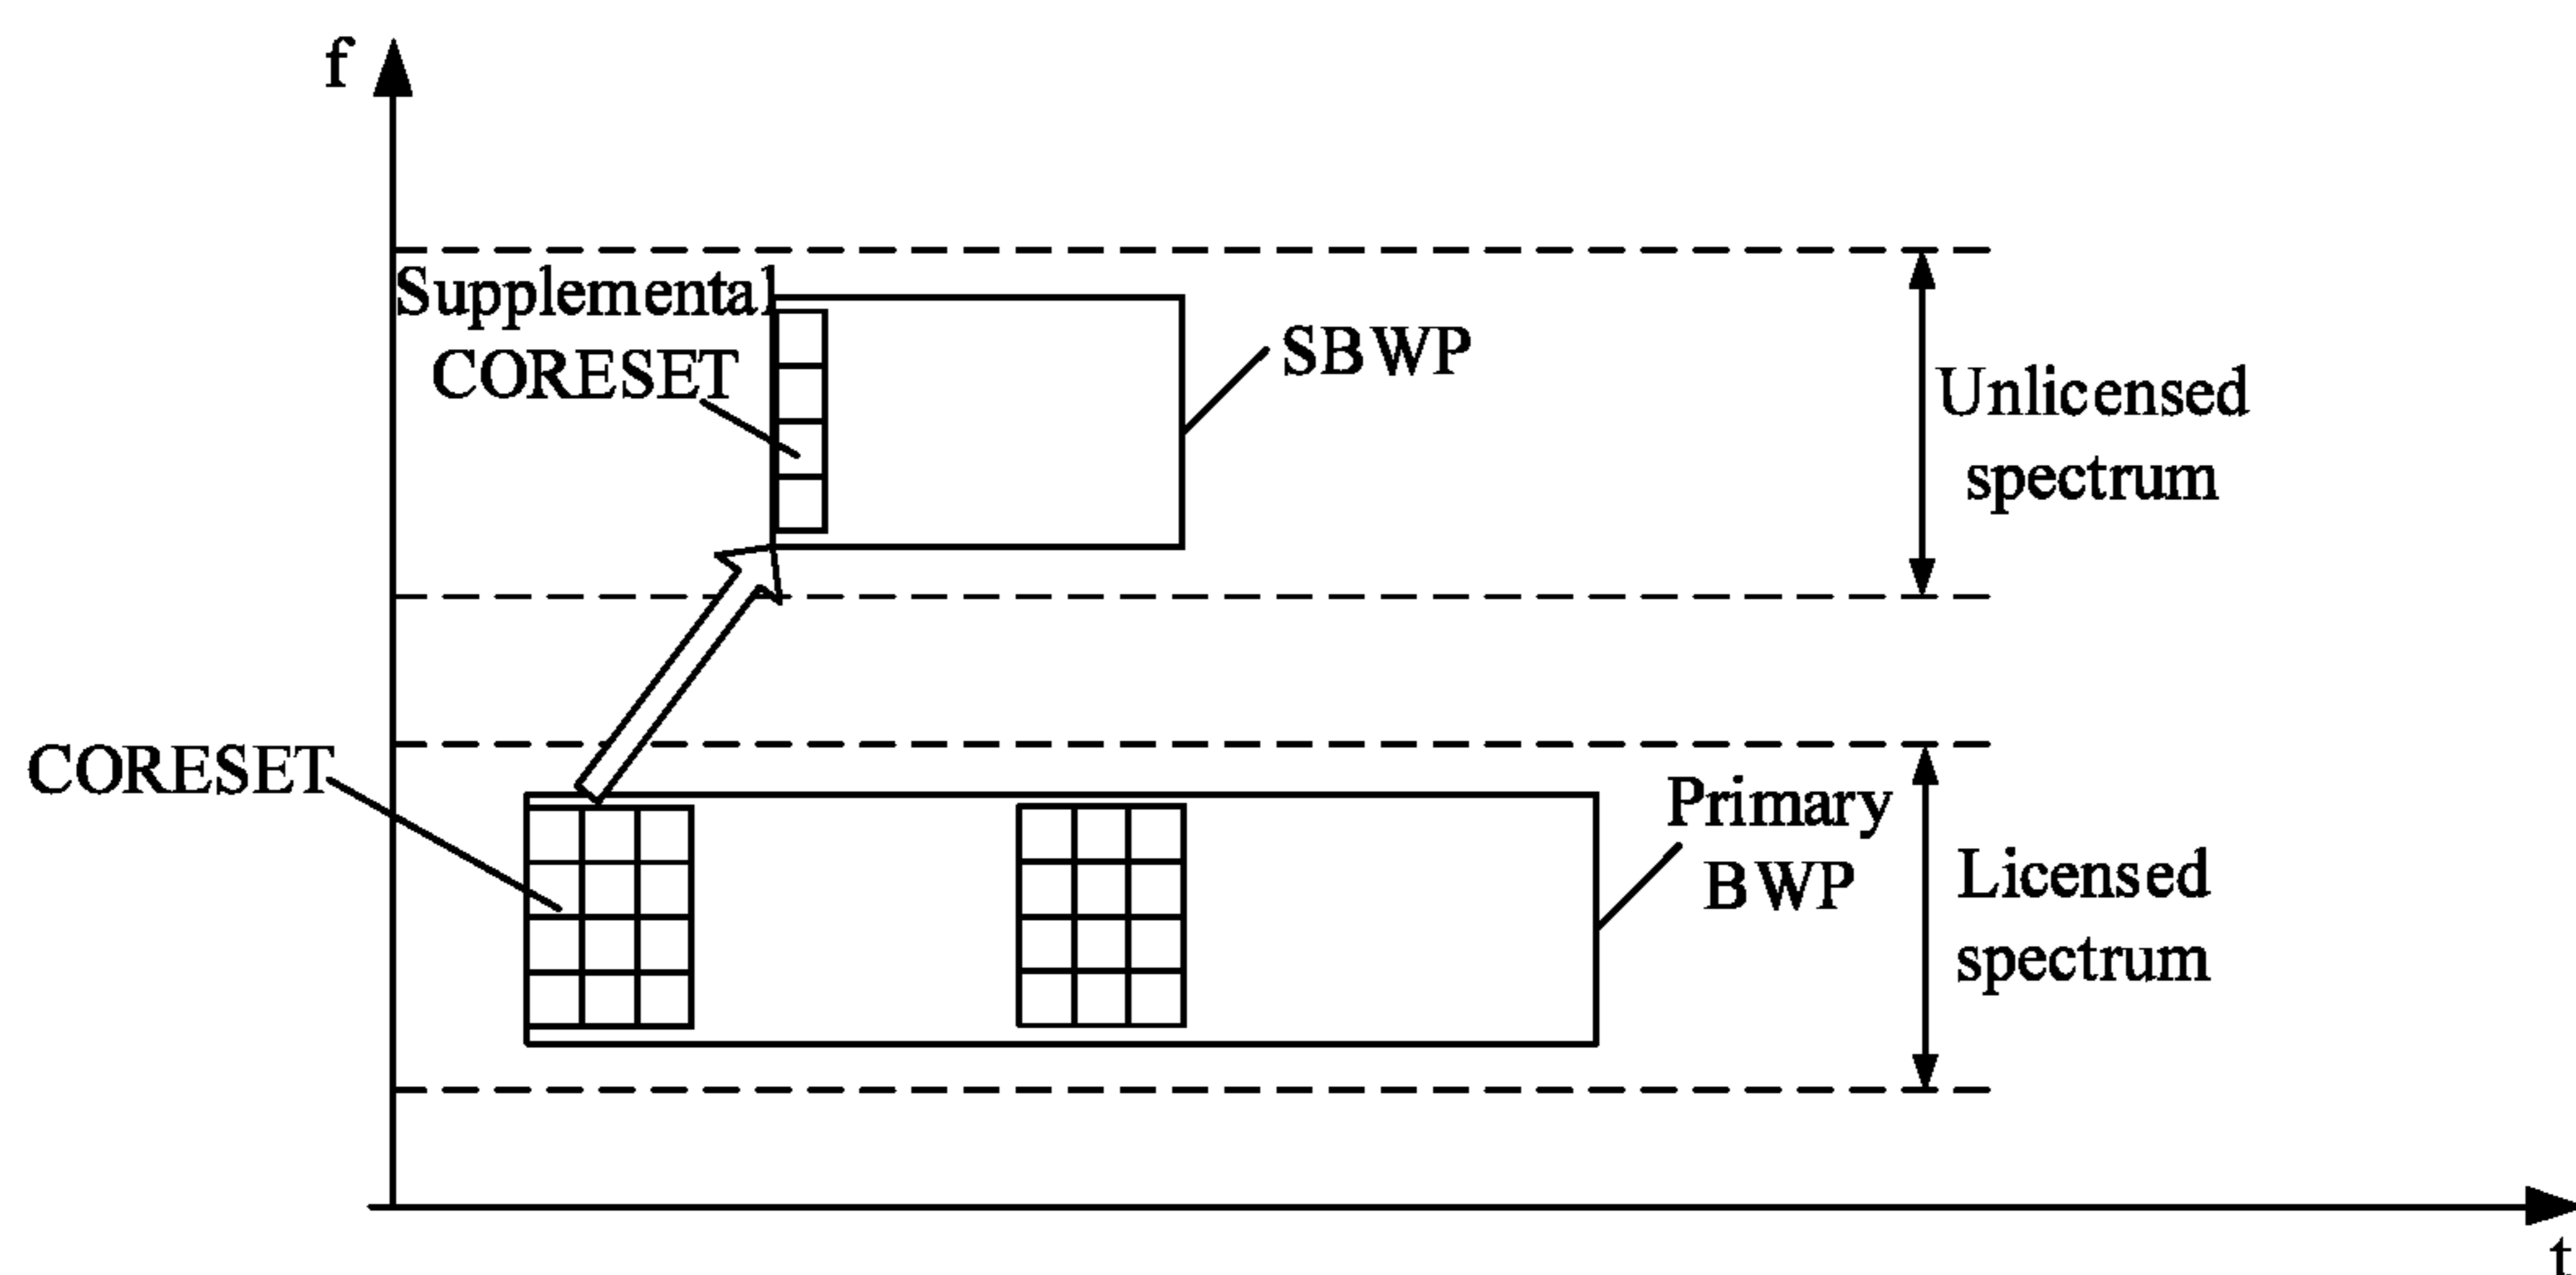 f
Supplemental
CORESET
SBWP
Unlicensed
spectrum
CORESET
Primary
BWP
Licensed
spectrum
t